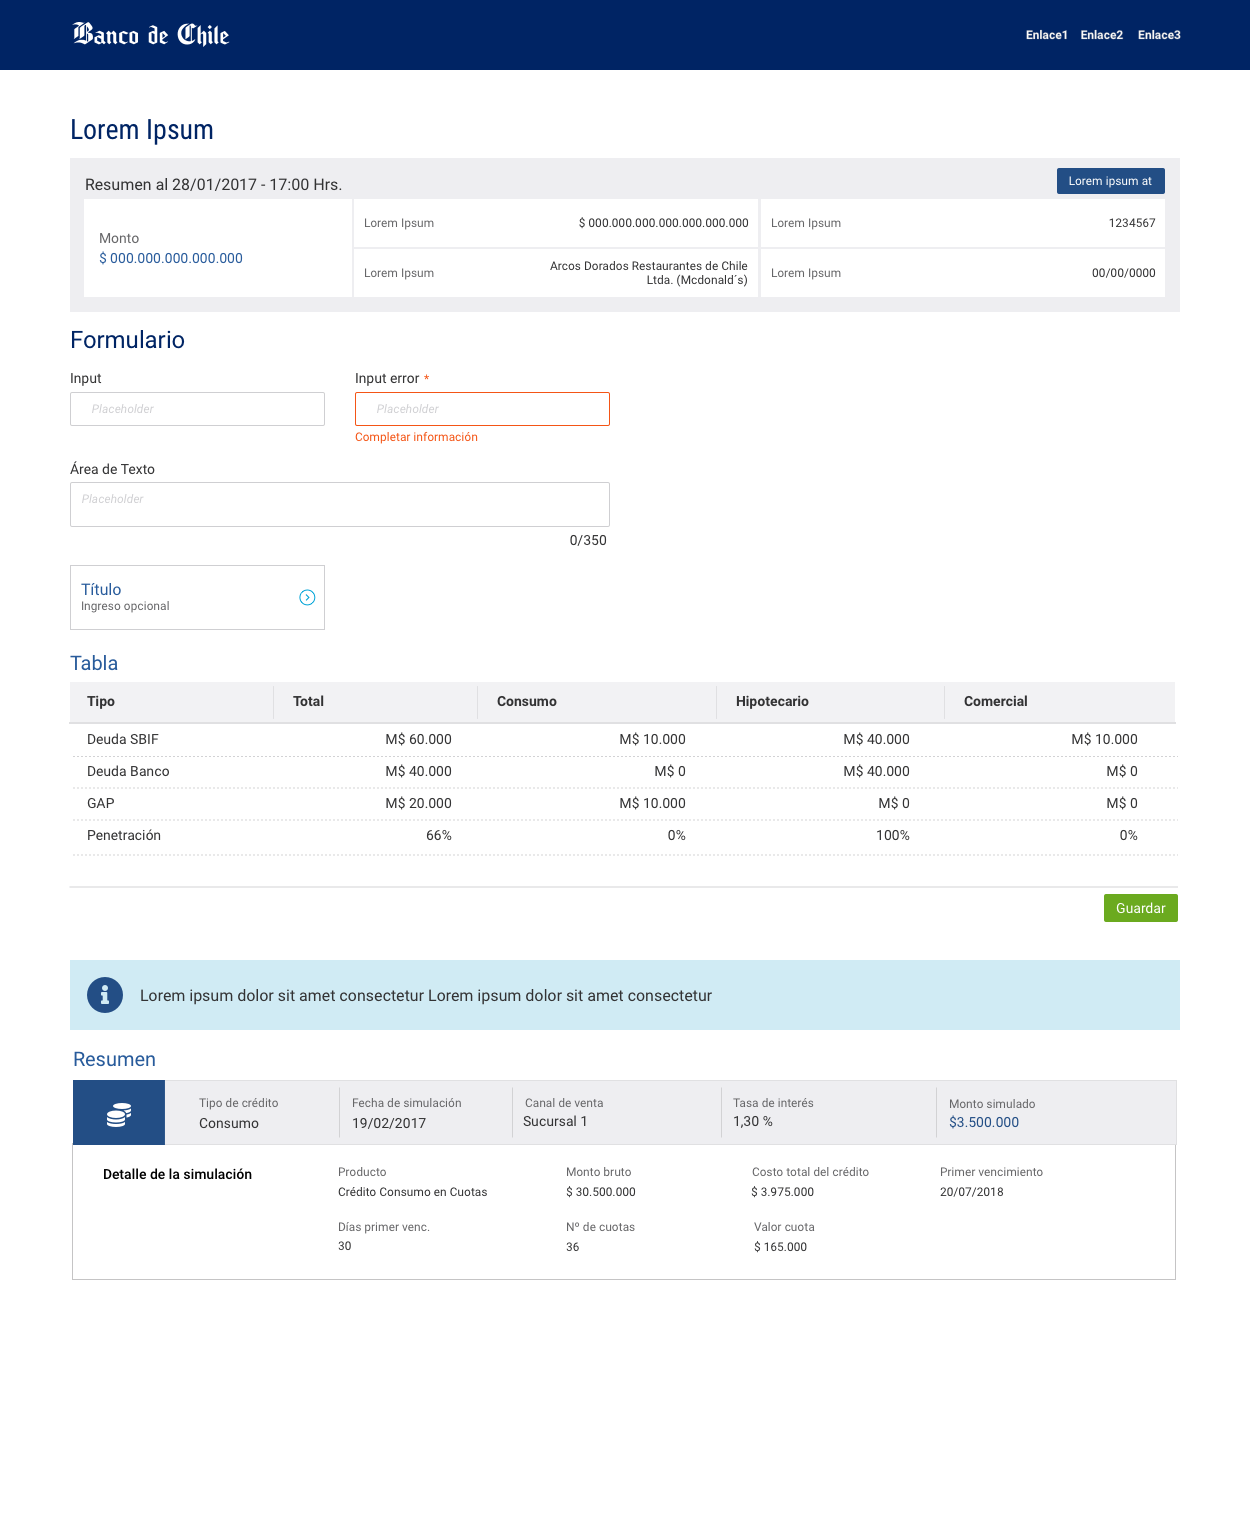 Banco de Chile
Enlace1 Enlace2 Enlace3
Lorem Ipsum
Resumen al 28/01/2017 - 17:00 Hrs.
Lorem ipsum at
Monto
$ 000.000.000.000.000
Lorem Ipsum $ 000.000.000.000.000.000.000
Lorem Ipsum 1234567
Lorem Ipsum Arcos Dorados Restaurantes de Chile
Ltda. (Mcdonald´s)
Lorem Ipsum 00/00/0000
Formulario
Input
Placeholder
Input error *
Placeholder
Completar información
Área de Texto
Placeholder
0/350
Título
Ingreso opcional
Tabla
Tipo Total Consumo Hipotecario Comercial
Deuda SBIF M$ 60.000 M$ 10.000 M$ 40.000 M$ 10.000
Deuda Banco M$ 40.000 M$ 0 M$ 40.000 M$ 0
GAP M$ 20.000 M$ 10.000 M$ 0 M$ 0
Penetración 66% 0% 100% 0%
Guardar
Lorem ipsum dolor sit amet consectetur Lorem ipsum dolor sit amet consectetur
Resumen
Tipo de crédito Fecha de simulación Canal de venta Tasa de interés Monto simulado
Consumo 19/02/2017 Sucursal 1 1,30 % $3.500.000
Detalle de la simulación
Producto Monto bruto Costo total del crédito Primer vencimiento
Crédito Consumo en Cuotas $ 30.500.000 $ 3.975.000 20/07/2018
Días primer venc. Nº de cuotas Valor cuota
30 36 $ 165.000